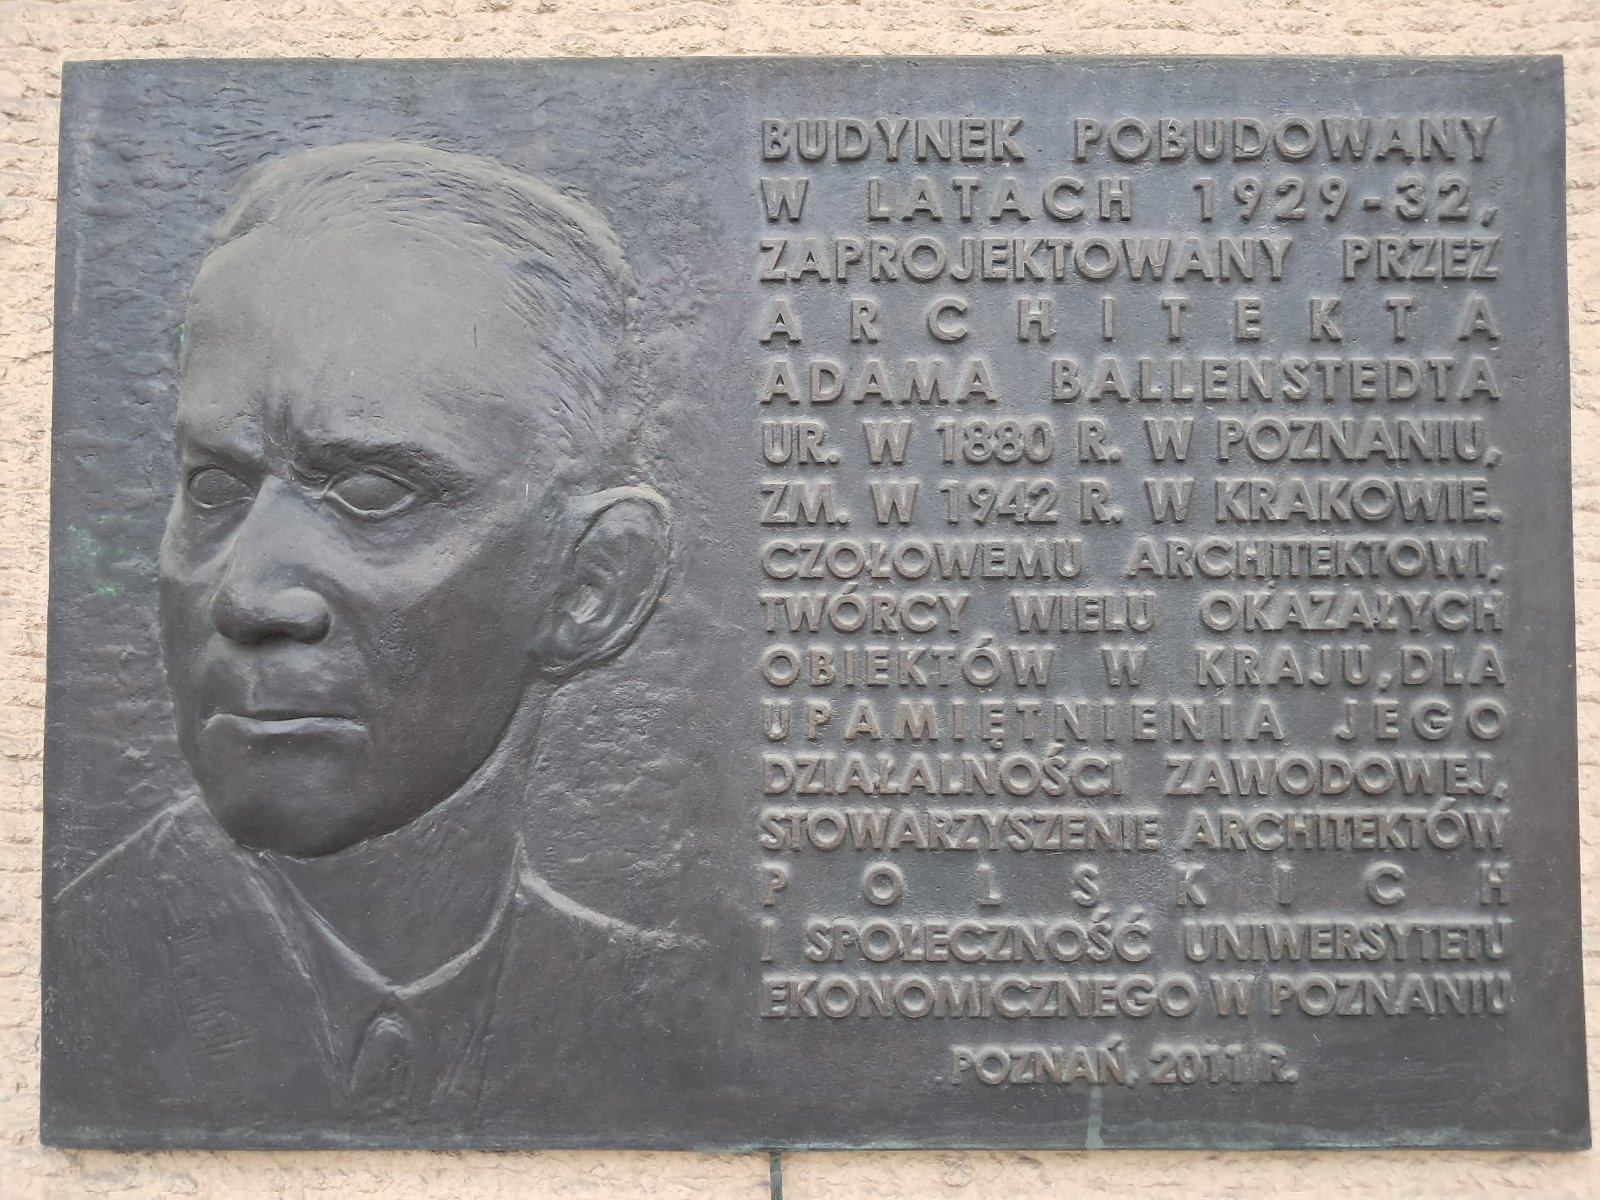 BUDYNEK POBUDOWANY
W LATACH 1929-32,
ZAPROJEKTOWANY PRZEZ
ARCHITEKTA
ADAMA BALLENSTEDTA
UR. W 1880 R. W POZNANIU,
ZM. W 1942 R. W KRAKOWIE.
CZOŁOWEMU ARCHITEKTOWI,
TWÓRCY WIELU OKAZAŁYCH
OBIEKTÓW W KRAJU, DLA
UPAMIĘTNIENIA JEGO
DZIAŁALNOŚCI ZAWODOWEJ,
STOWARZYSZENIE ARCHITEKTÓW
POLSKICH
I SPOŁECZNOŚĆ UNIWERSYTETU
EKONOMICZNEGO W POZNANIU
POZNAŃ, 2011 R.